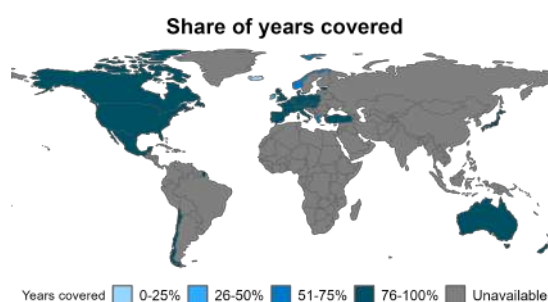 Share of years covered
Years covered 0-25% 26-50% 51-75% 76-100% Unavailable